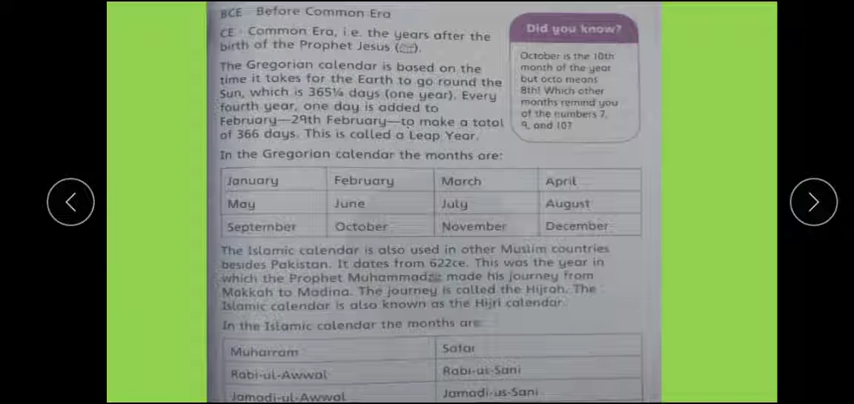 BCE - Before Common Era
CE - Common Era, i.e. the years after the
birth of the Prophet Jesus (ﷺ).
The Gregorian calendar is based on the
time it takes for the Earth to go round the
Sun, which is 365¼ days (one year). Every
fourth year, one day is added to
February—29th February—to make a total
of 366 days. This is called a Leap Year.
Did you know?
October is the 10th
month of the year
but octo means
8th! Which other
months remind you
of the numbers 7,
9, and 10?
In the Gregorian calendar the months are:
January February March April
May June July August
September October November December
The Islamic calendar is also used in other Muslim countries
besides Pakistan. It dates from 622CE. This was the year in
which the Prophet Muhammadﷺ made his journey from
Makkah to Madina. The journey is called the Hijrah. The
Islamic calendar is also known as the Hijri calendar.
In the Islamic calendar the months are:
Muharram Safar
Rabi-ul-Awwal Rabi-us-Sani
Jamadi-ul-Awwal Jamadi-us-Sani